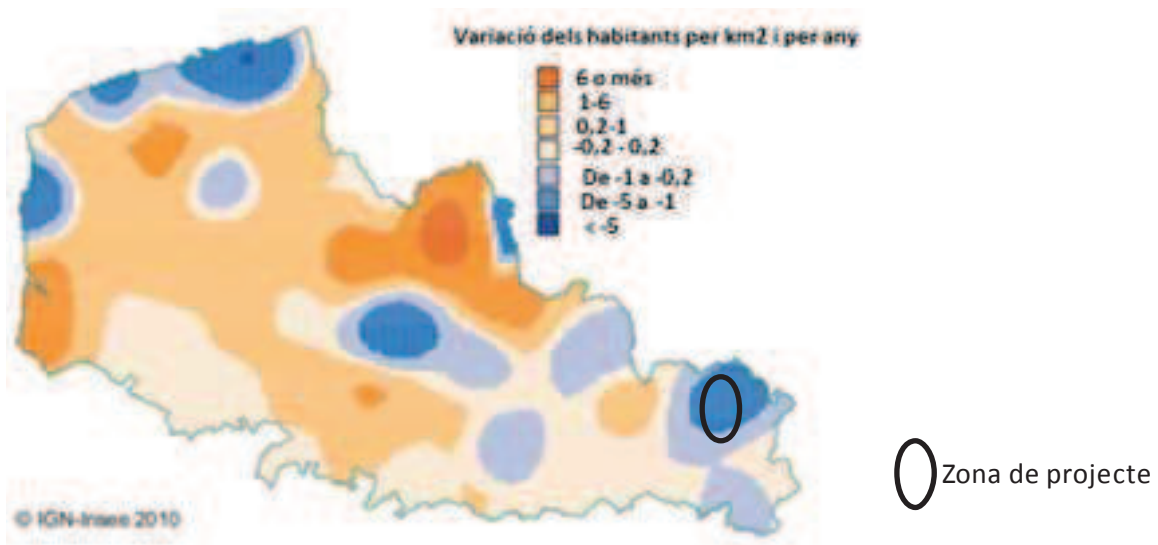 Variació dels habitants per km2 i per any
6 o més
1-6
0,2-1
-0,2 - 0,2
De -1 a -0,2
De -5 a -1
< -5
Zona de projecte
© IGN-Insee 2010